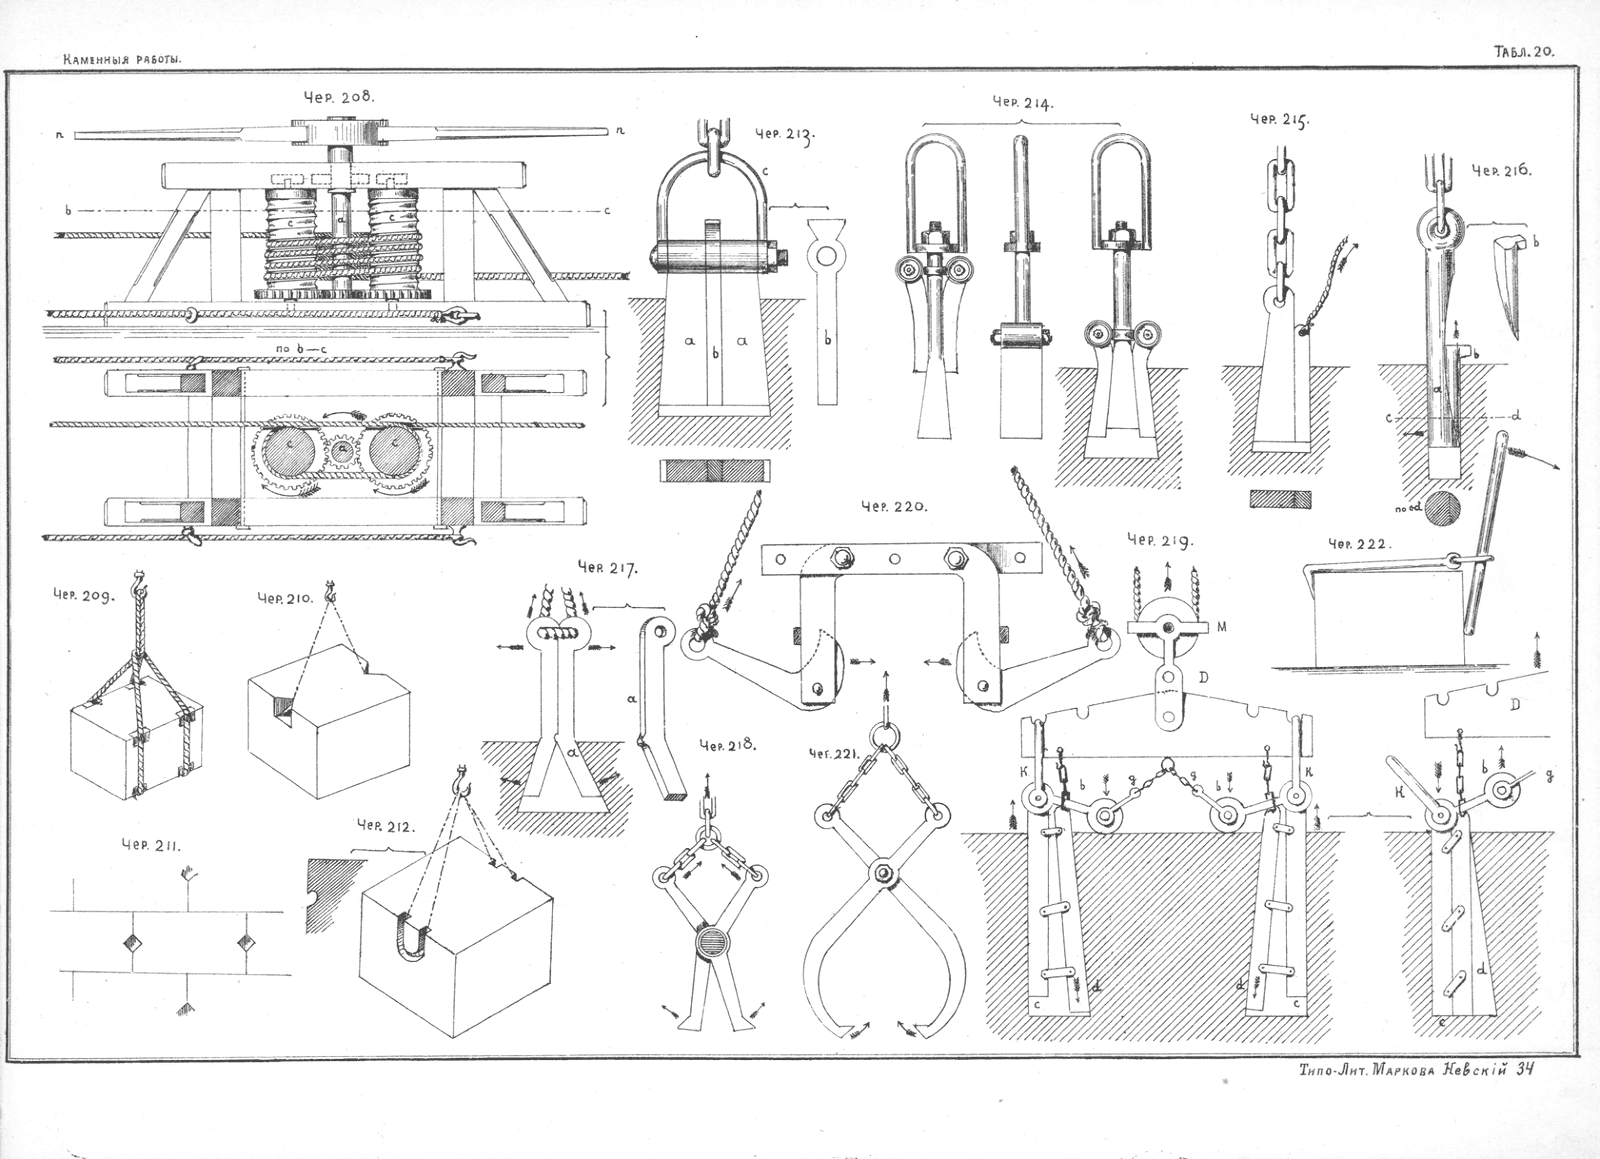 Каменныя работы.
Табл. 20.
Чер. 208.
n
n
b
c
c
a
c
по b—c
c
a
c
Чер. 213.
c
a
b
a
b
Чер. 214.
Чер. 215.
Чер. 216.
b
b
a
c
d
по cd
Чер. 209.
Чер. 210.
Чер. 217.
a
a
Чер. 220.
Чер. 219.
M
D
K
b
g
g
b
K
d
c
d
c
Чер. 222.
D
K
b
g
d
c
Чер. 211.
Чер. 212.
Чер. 218.
Чег. 221.
Типо-Лит. Маркова Невскій 34